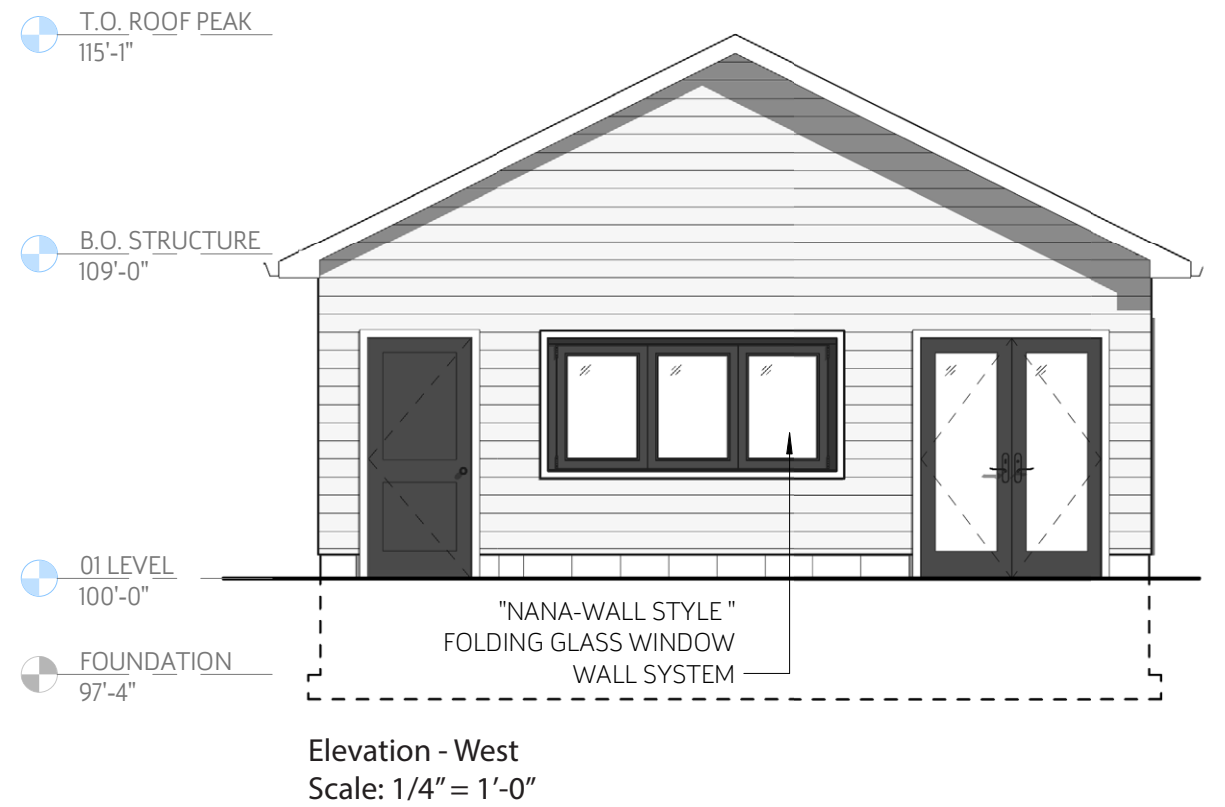 T.O. ROOF PEAK
115'-1"
B.O. STRUCTURE
109'-0"
01 LEVEL
100'-0"
FOUNDATION
97'-4"
"NANA-WALL STYLE "
FOLDING GLASS WINDOW
WALL SYSTEM
Elevation - West
Scale: 1/4” = 1’-0”